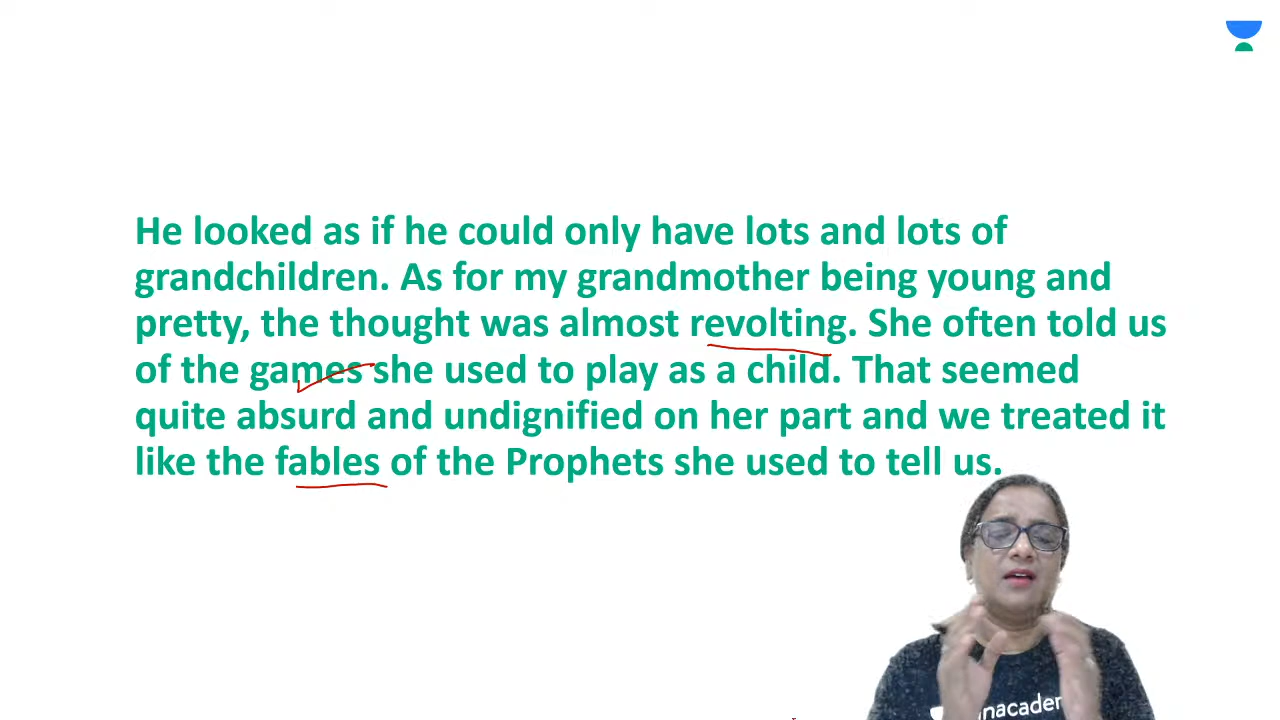 He looked as if he could only have lots and lots of
grandchildren. As for my grandmother being young and
pretty, the thought was almost revolting. She often told us
of the games she used to play as a child. That seemed
quite absurd and undignified on her part and we treated it
like the fables of the Prophets she used to tell us.